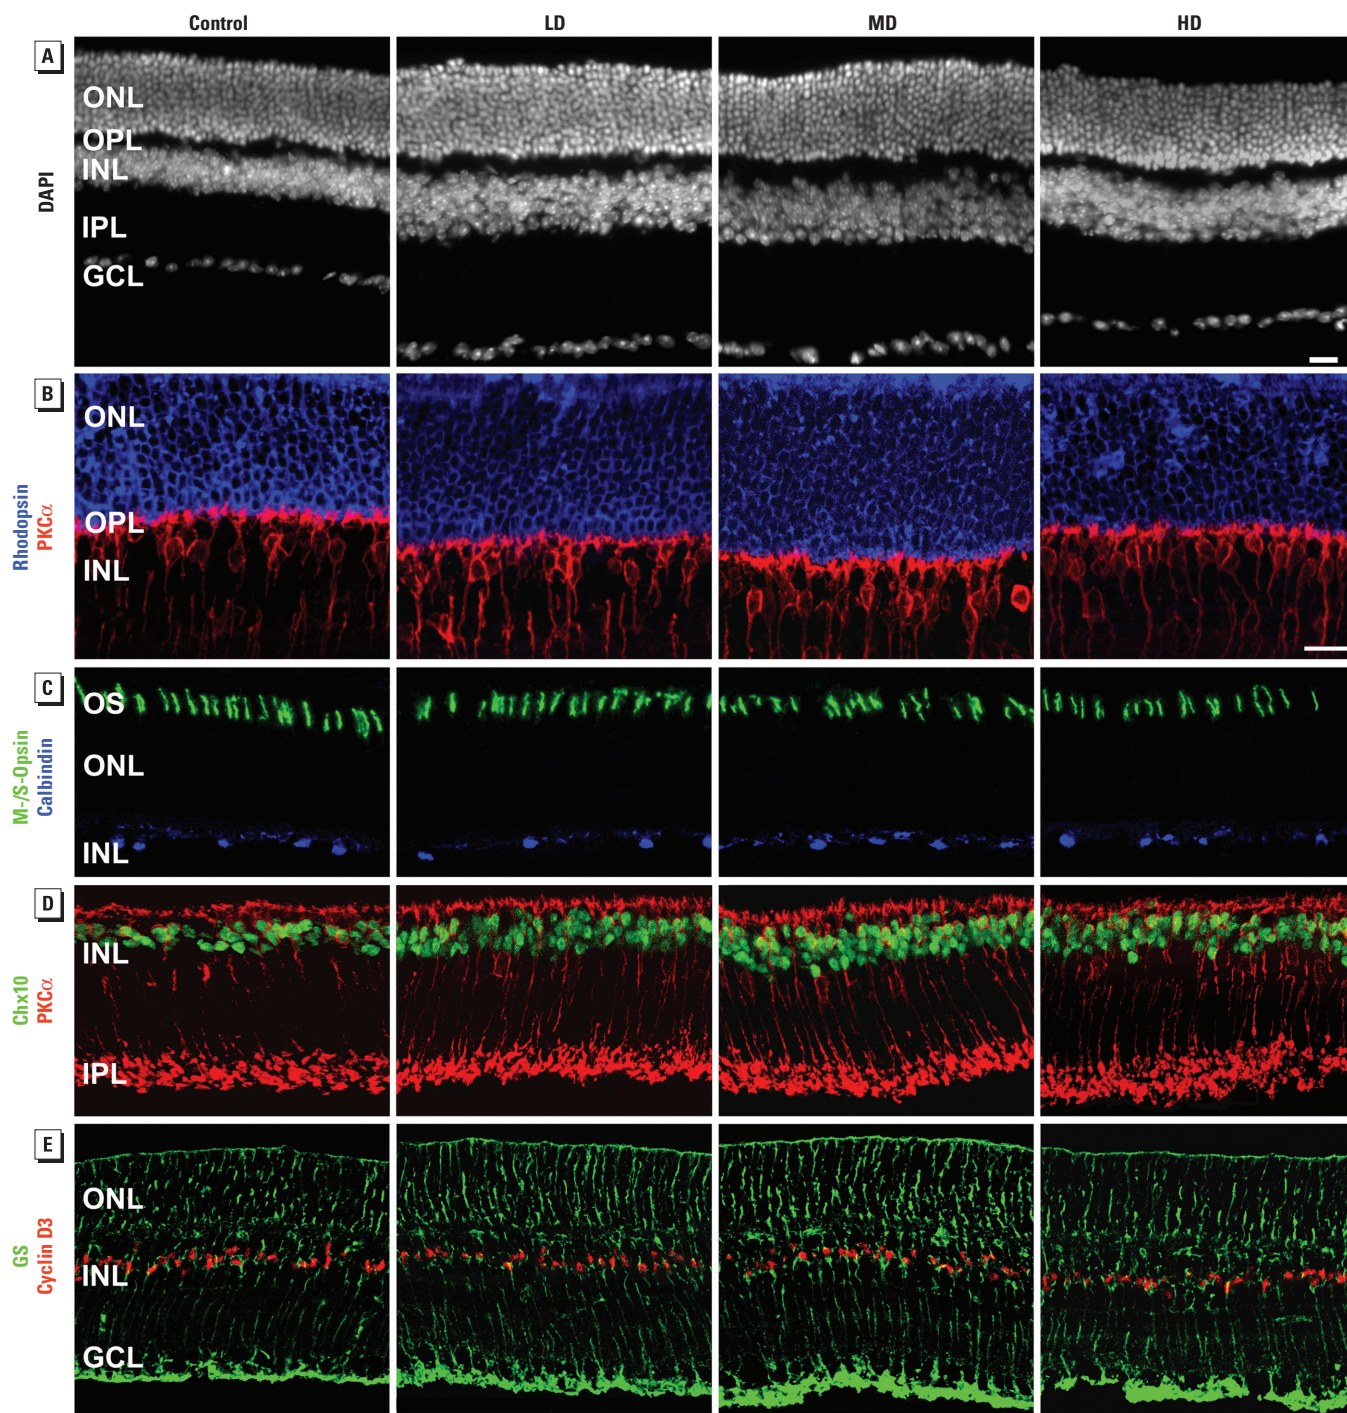 Control LD MD HD
A
DAPI
ONL
OPL
INL
IPL
GCL
B
Rhodopsin
PKCα
ONL
OPL
INL
C
M-/S-Opsin
Calbindin
OS
ONL
INL
D
Chx10
PKCα
INL
IPL
E
GS
Cyclin D3
ONL
INL
GCL